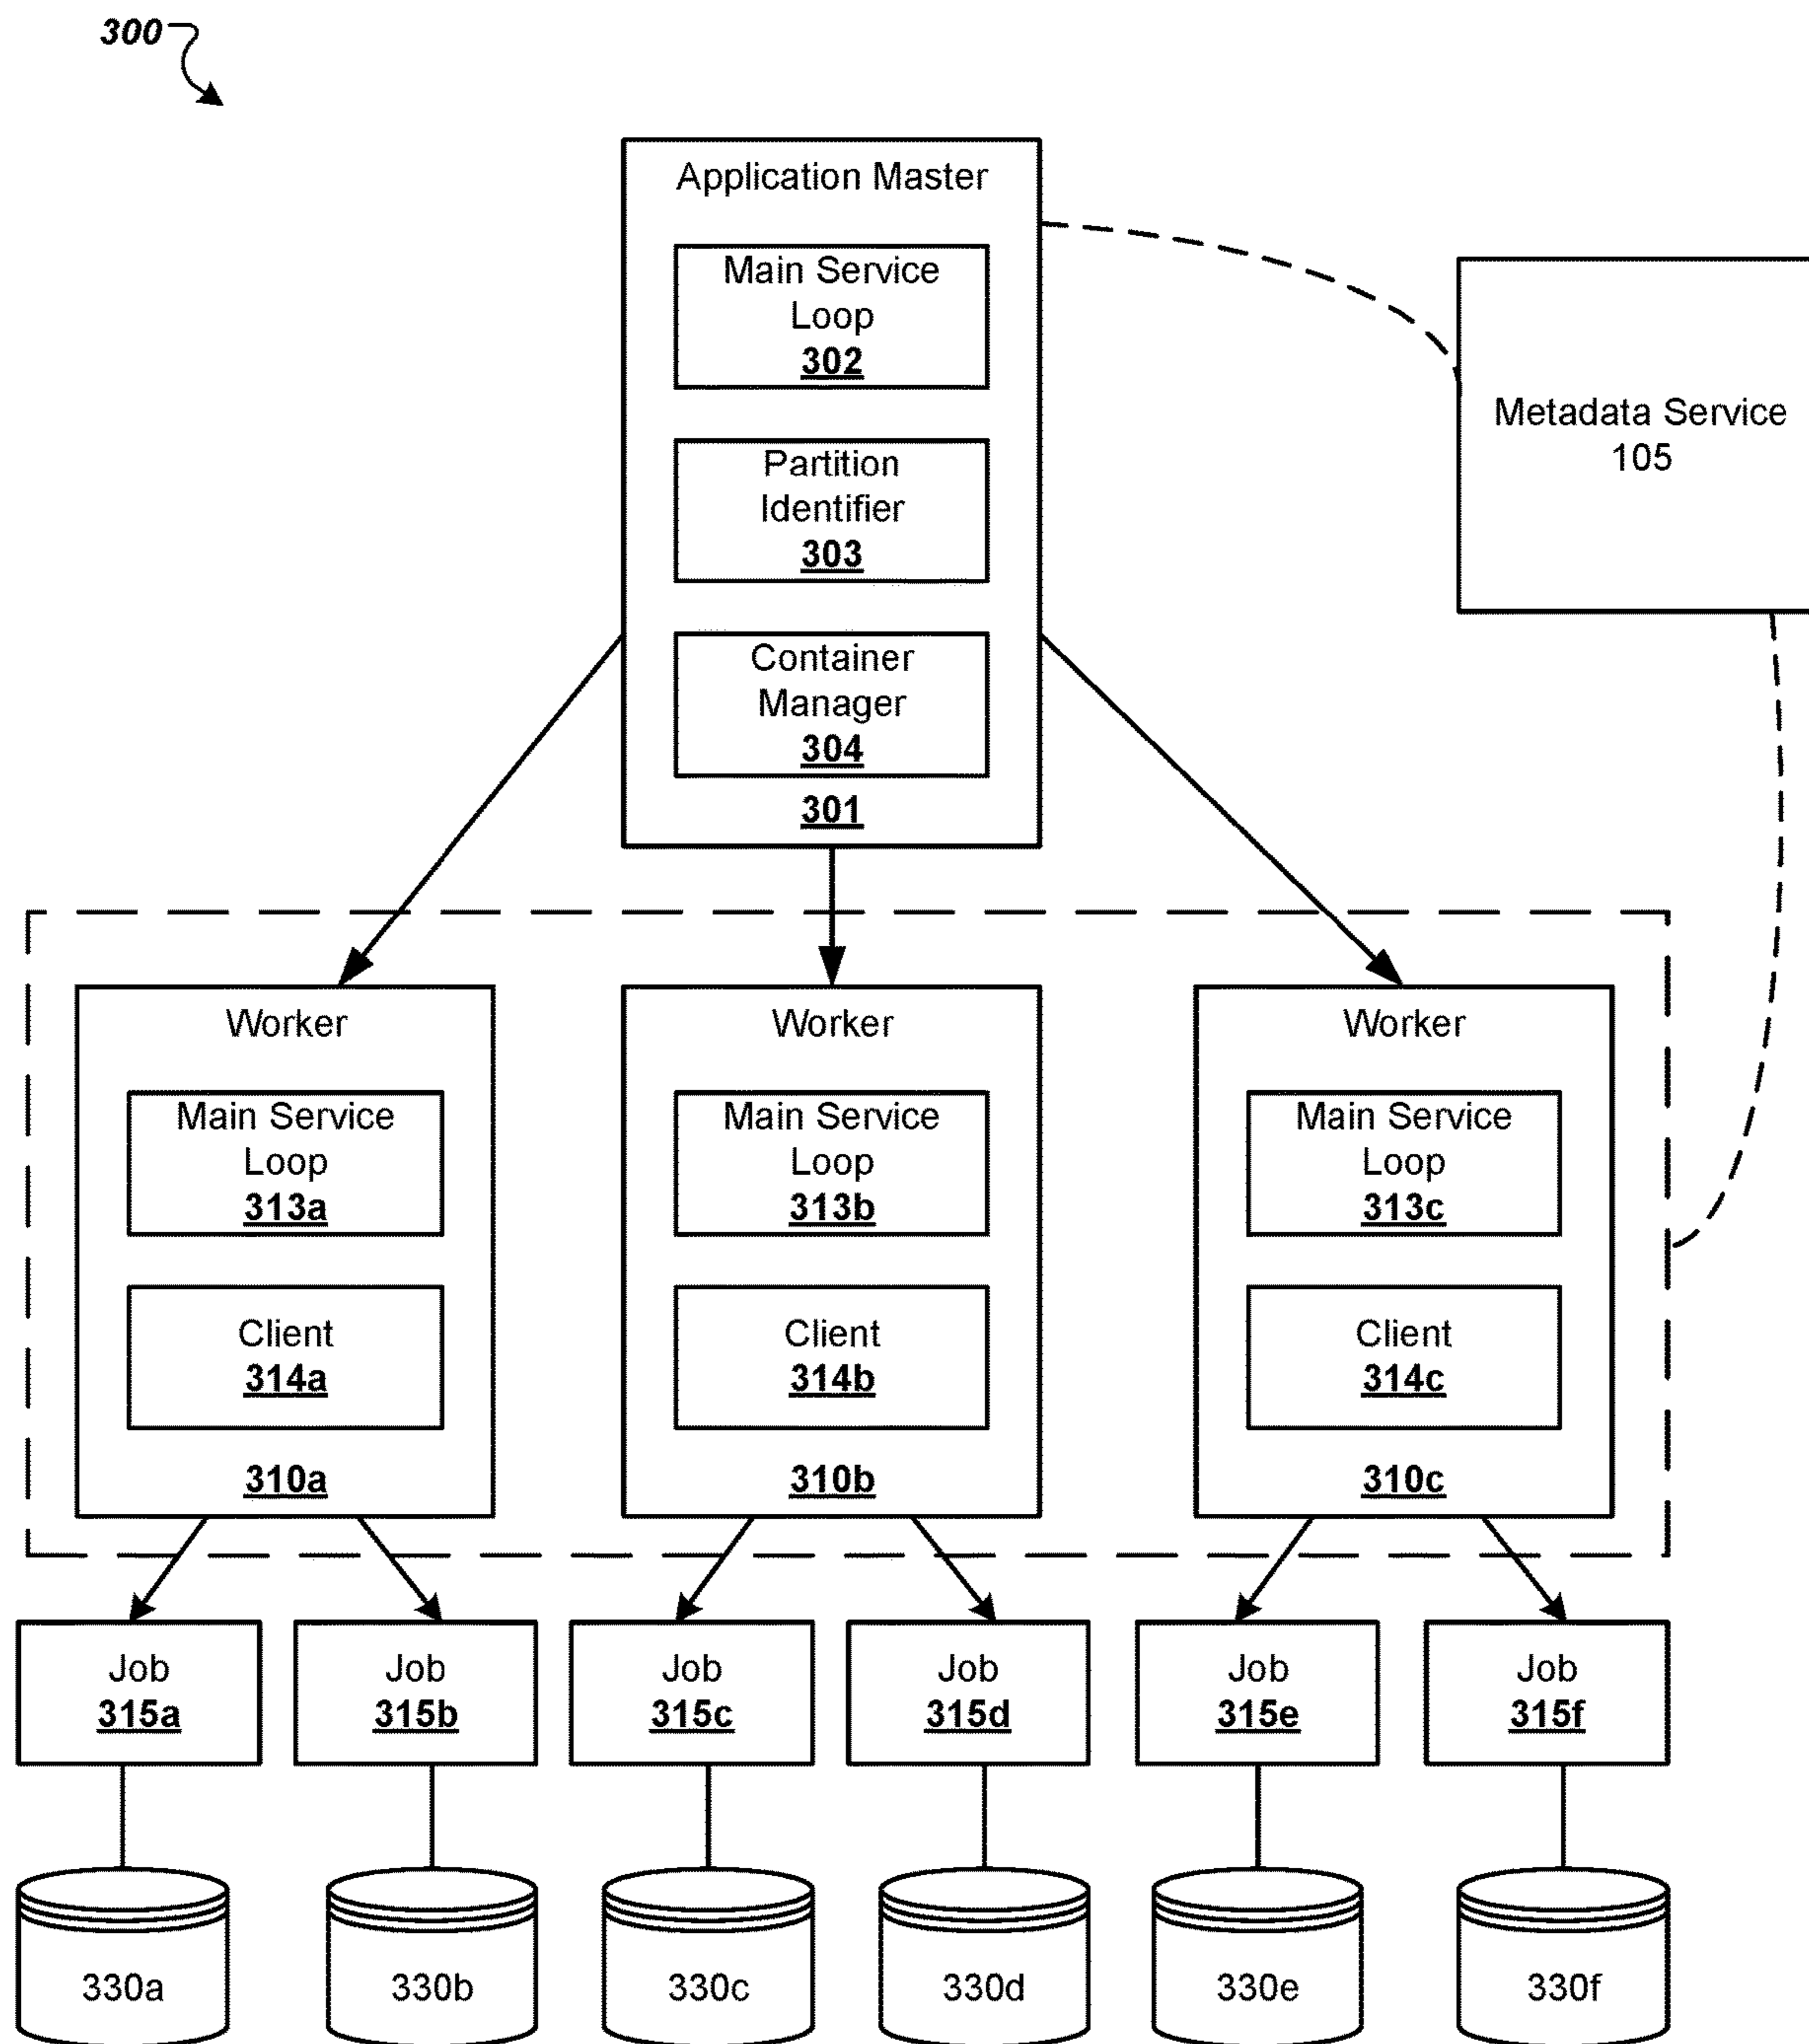 300
Application Master
Main Service
Loop
302
Partition
Identifier
303
Container
Manager
304
301
Metadata Service
105
Worker
Main Service
Loop
313a
Client
314a
310a
Worker
Main Service
Loop
313b
Client
314b
310b
Worker
Main Service
Loop
313c
Client
314c
310c
Job
315a
Job
315b
Job
315c
Job
315d
Job
315e
Job
315f
330a
330b
330c
330d
330e
330f